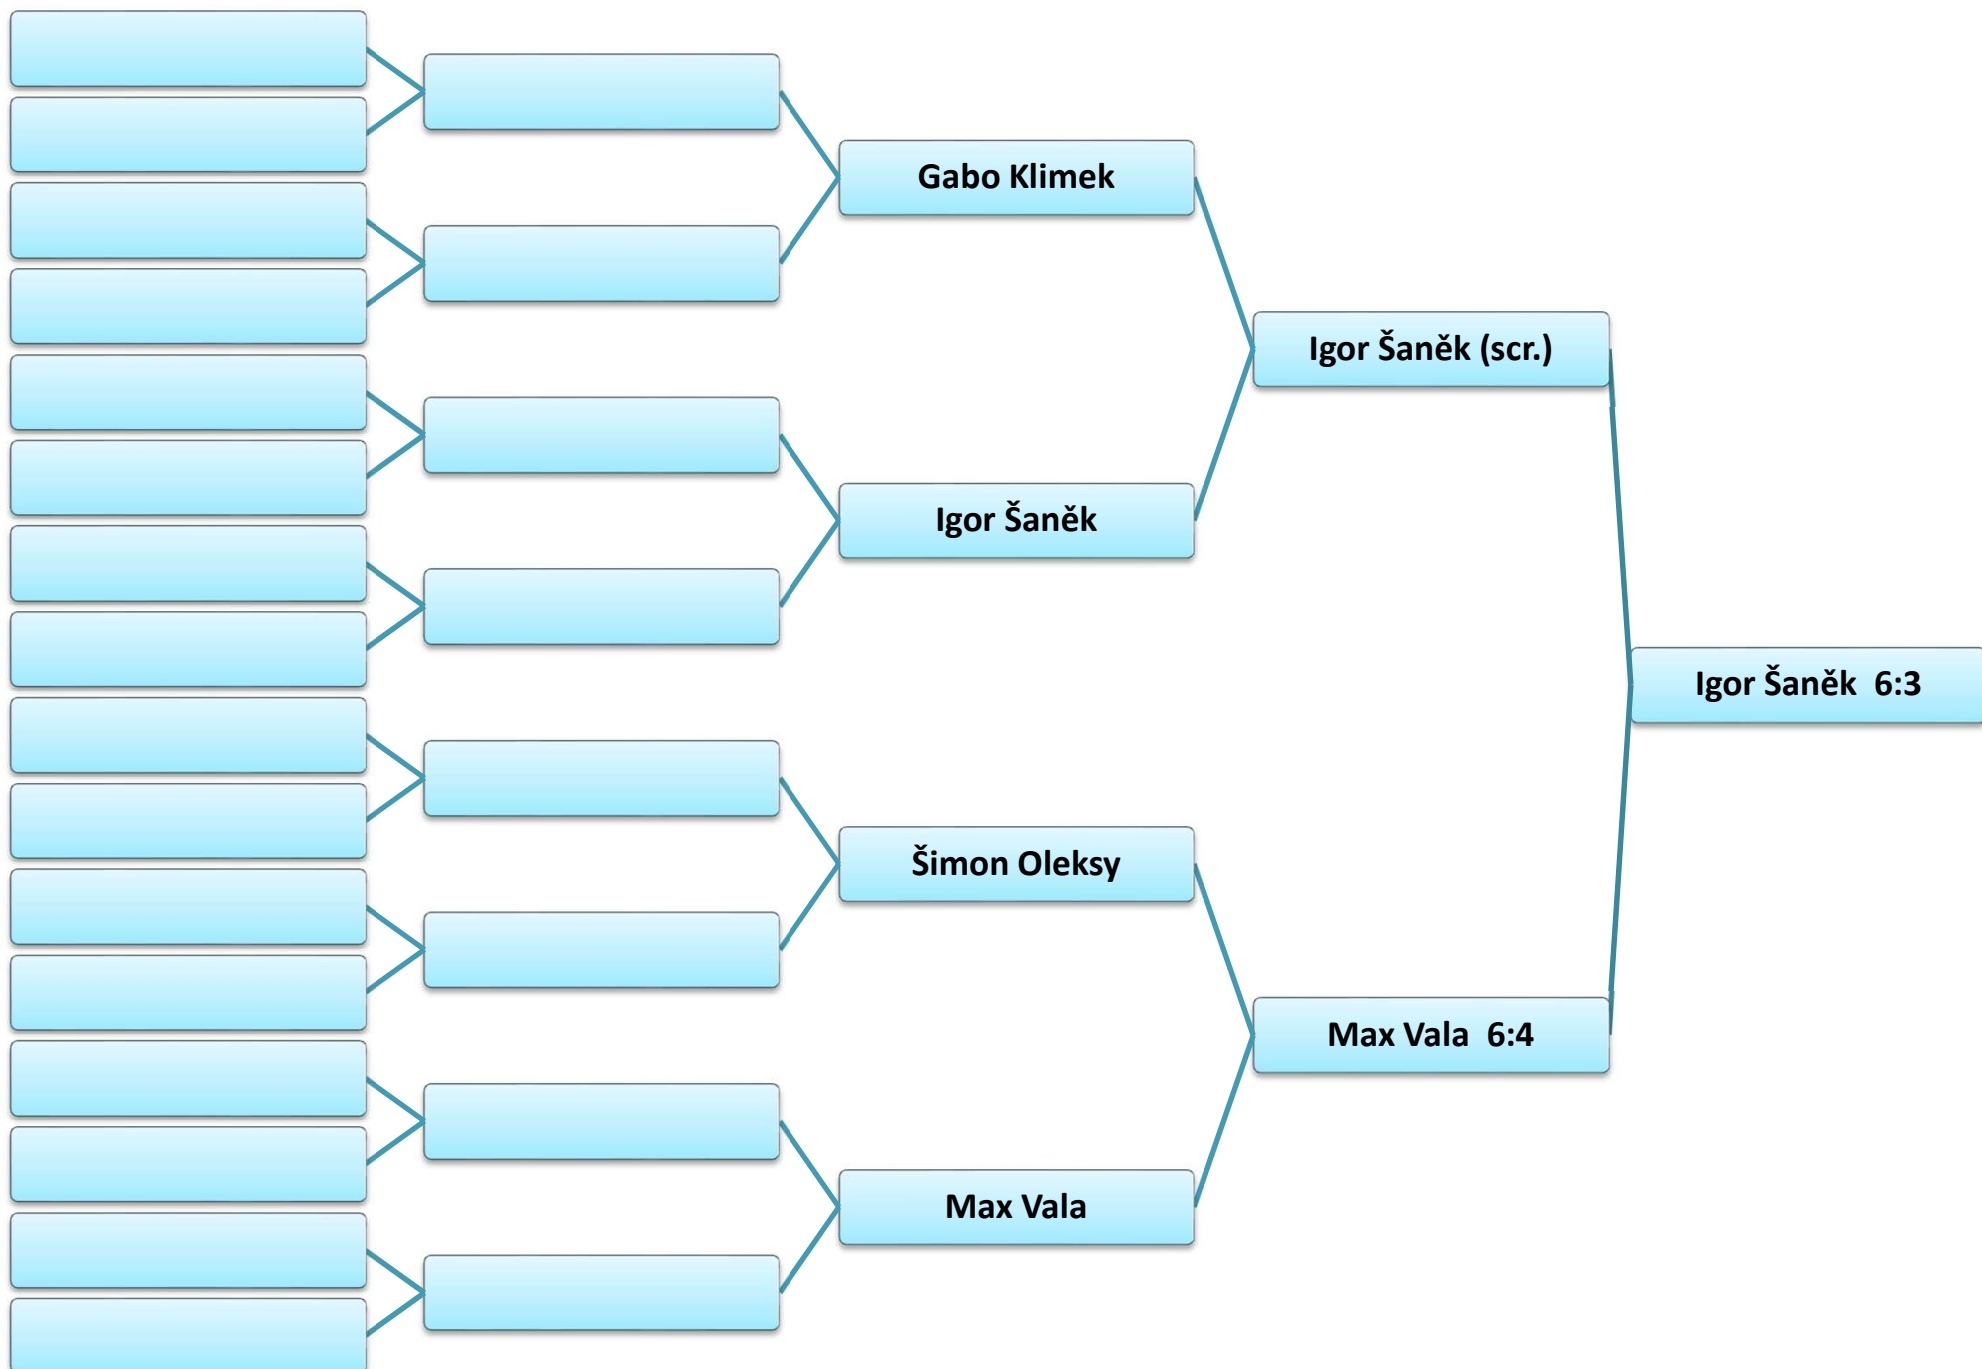 Gabo Klimek
Igor Šaněk (scr.)
Igor Šaněk
Igor Šaněk 6:3
Šimon Oleksy
Max Vala 6:4
Max Vala